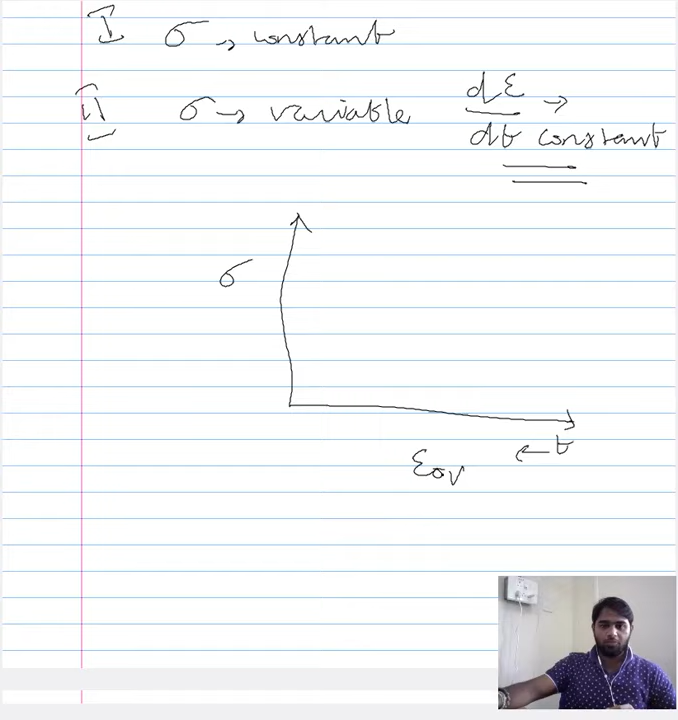 I σ → constant
II σ → variable dε/dt → constant
σ
← t
ε or